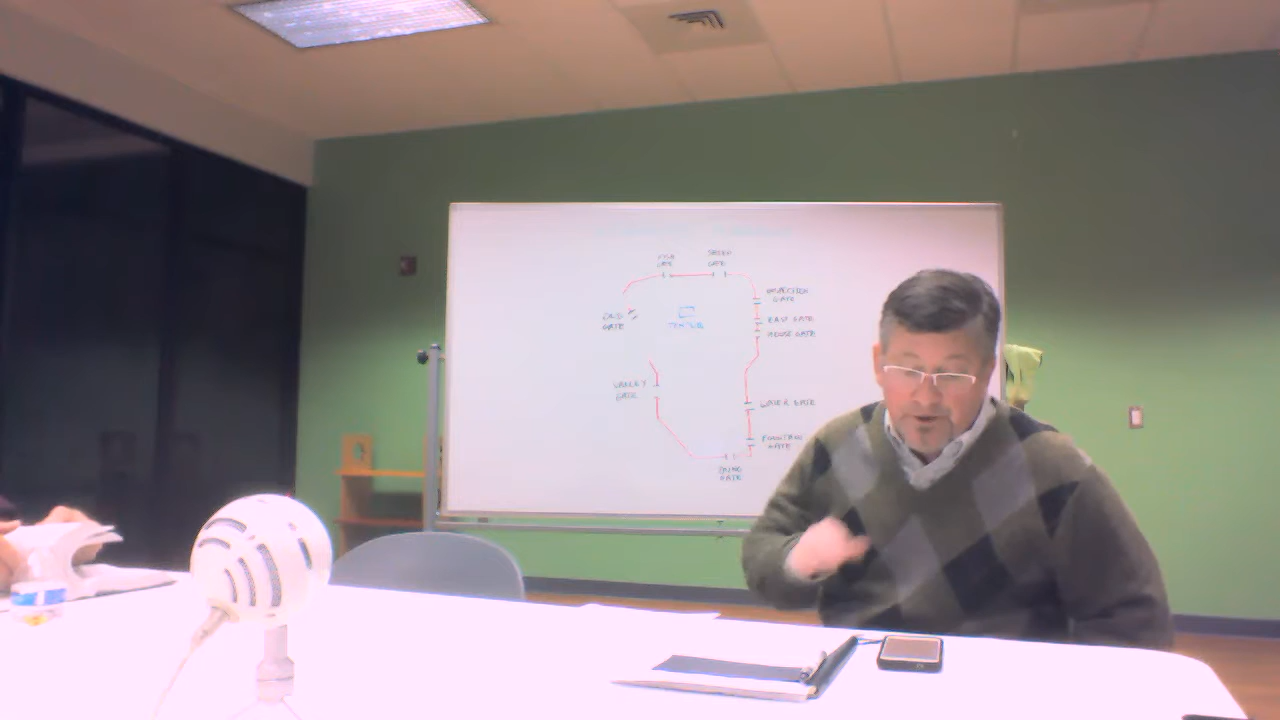 FISH
GATE
SHEEP
GATE
INSPECTION
GATE
EAST GATE
HORSE GATE
OLD
GATE
TEMPLE
VALLEY
GATE
WATER GATE
FOUNTAIN
GATE
DUNG
GATE